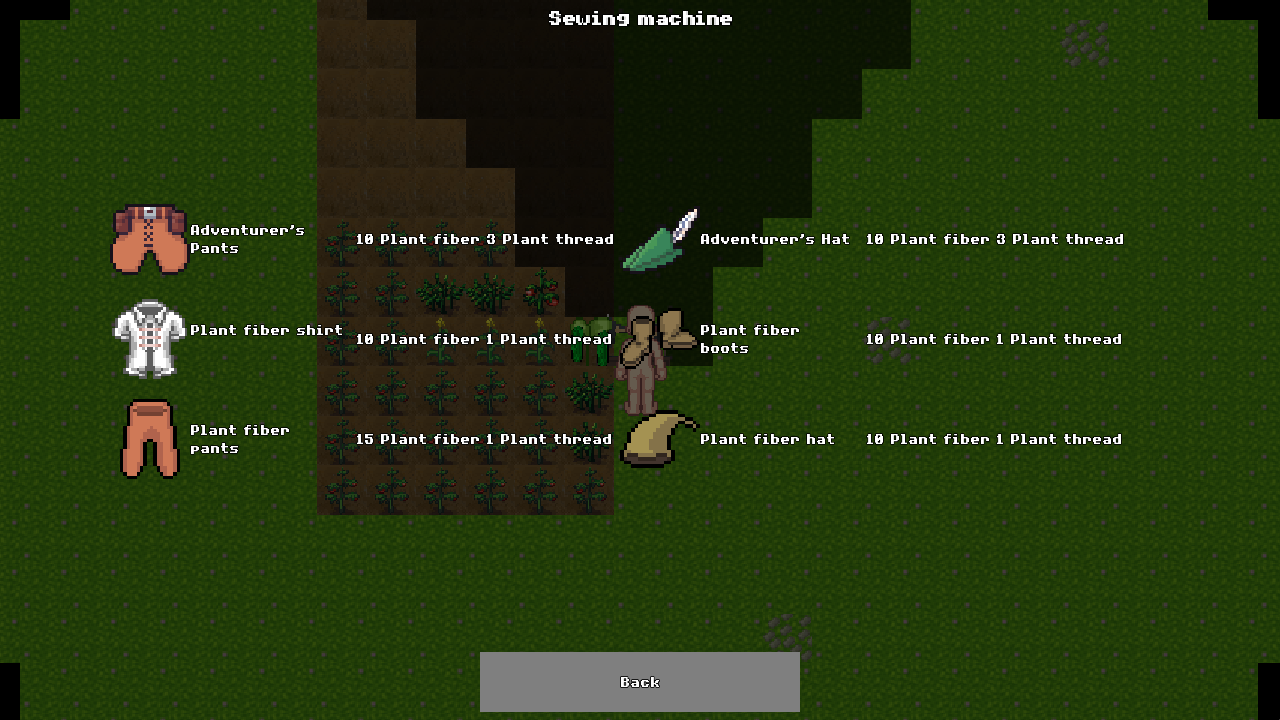 Sewing machine
Adventurer's
Pants
10 Plant fiber 3 Plant thread
Adventurer's Hat
10 Plant fiber 3 Plant thread
Plant fiber shirt
10 Plant fiber 1 Plant thread
Plant fiber
boots
10 Plant fiber 1 Plant thread
Plant fiber
pants
15 Plant fiber 1 Plant thread
Plant fiber hat
10 Plant fiber 1 Plant thread
Back